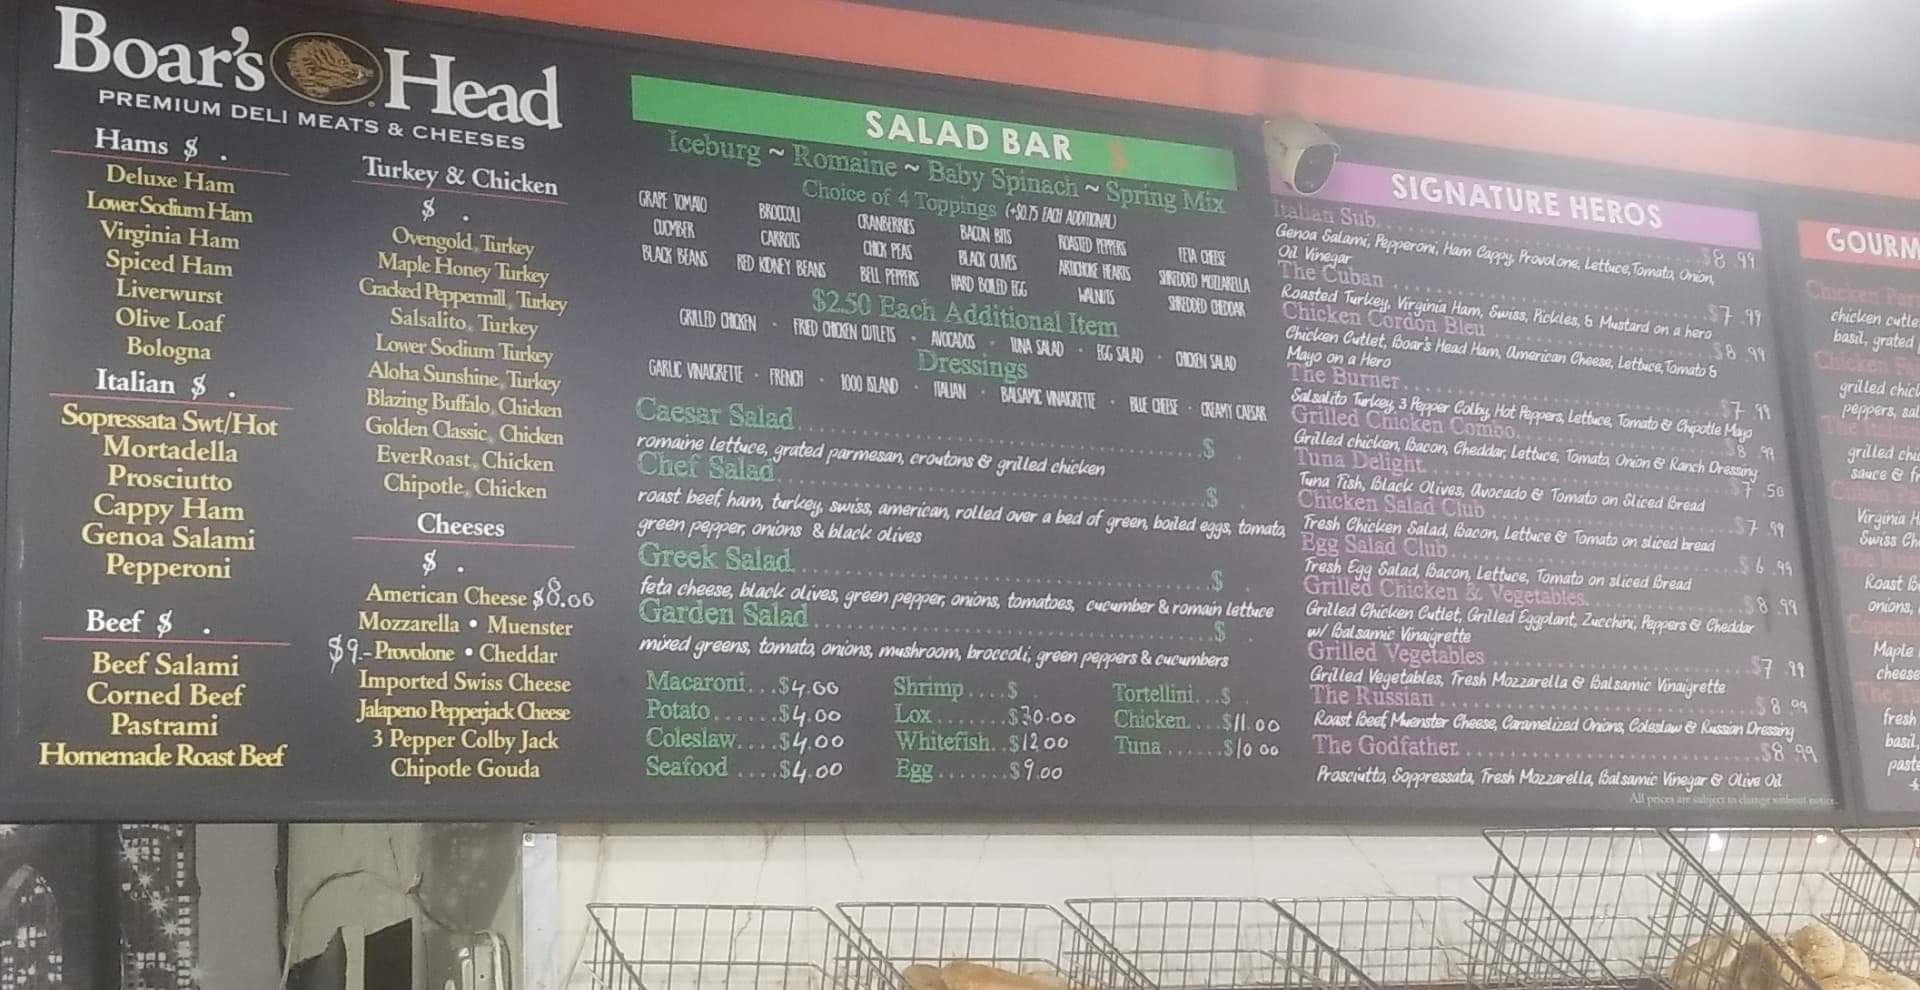 Boar's Head
PREMIUM DELI MEATS & CHEESES
Hams $ .
Deluxe Ham
Lower Sodium Ham
Virginia Ham
Spiced Ham
Liverwurst
Olive Loaf
Bologna
Italian $ .
Sopressata Swt/Hot
Mortadella
Prosciutto
Cappy Ham
Genoa Salami
Pepperoni
Beef $ .
Beef Salami
Corned Beef
Pastrami
Homemade Roast Beef
Turkey & Chicken
$ .
Ovengold Turkey
Maple Honey Turkey
Cracked Peppermill Turkey
Salsalito Turkey
Lower Sodium Turkey
Aloha Sunshine Turkey
Blazing Buffalo Chicken
Golden Classic Chicken
EverRoast Chicken
Chipotle Chicken
Cheeses
$ .
American Cheese $8.00
Mozzarella • Muenster
$9.- Provolone • Cheddar
Imported Swiss Cheese
Jalapeno Pepperjack Cheese
3 Pepper Colby Jack
Chipotle Gouda
SALAD BAR $
Iceburg ~ Romaine ~ Baby Spinach ~ Spring Mix
Choice of 4 Toppings (+$0.75 EACH ADDITIONAL)
GRAPE TOMATO BROCCOLI CRANBERRIES BACON BITS ROASTED PEPPERS FETA CHEESE
CUCMBER CARROTS CHICK PEAS BLACK OLIVES ARTICHOKE HEARTS SHREDDED MOZZARELLA
BLACK BEANS RED KIDNEY BEANS BELL PEPPERS HARD BOILED EGG WALNUTS SHREDDED CHEDDAR
$2.50 Each Additional Item
GRILLED CHICKEN · FRIED CHICKEN CUTLETS · AVOCADOS · TUNA SALAD · EGG SALAD · CHICKEN SALAD
Dressings
GARLIC VINAIGRETTE · FRENCH · 1000 ISLAND · ITALIAN · BALSAMIC VINAIGRETTE · BLUE CHEESE · CREAMY CAESAR
Caesar Salad $ .
romaine lettuce, grated parmesan, croutons & grilled chicken
Chef Salad $ .
roast beef, ham, turkey, swiss, american, rolled over a bed of green, boiled eggs, tomato,
green pepper, onions & black olives
Greek Salad $ .
feta cheese, black olives, green pepper, onions, tomatoes, cucumber & romain lettuce
Garden Salad $ .
mixed greens, tomato, onions, mushroom, broccoli, green peppers & cucumbers
Macaroni...$4.00 Shrimp....$ . Tortellini...$
Potato......$4.00 Lox.......$30.00 Chicken....$11.00
Coleslaw....$4.00 Whitefish..$12.00 Tuna ......$10 00
Seafood ....$4.00 Egg.......$9.00
SIGNATURE HEROS
Italian Sub $8 .99
Genoa Salami, Pepperoni, Ham Cappy, Provolone, Lettuce, Tomato, Onion,
Oil Vinegar
The Cuban $7 .99
Roasted Turkey, Virginia Ham, Swiss, Pickles, & Mustard on a hero
Chicken Cordon Bleu $8 .99
Chicken Cutlet, Boar's Head Ham, American Cheese, Lettuce, Tomato &
Mayo on a Hero
The Burner $7 .99
Salsalito Turkey, 3 Pepper Colby, Hot Peppers, Lettuce, Tomato & Chipotle Mayo
Grilled Chicken Combo $8 .99
Grilled chicken, Bacon, Cheddar, Lettuce, Tomato, Onion & Ranch Dressing
Tuna Delight $7 .50
Tuna Fish, Black Olives, Avocado & Tomato on Sliced Bread
Chicken Salad Club $7 .99
Fresh Chicken Salad, Bacon, Lettuce & Tomato on sliced bread
Egg Salad Club $6 .99
Fresh Egg Salad, Bacon, Lettuce, Tomato on sliced Bread
Grilled Chicken & Vegetables $8 .99
Grilled Chicken Cutlet, Grilled Eggplant, Zucchini, Peppers & Cheddar
w/ Balsamic Vinaigrette
Grilled Vegetables $7 .99
Grilled Vegetables, Fresh Mozzarella & Balsamic Vinaigrette
The Russian $8 .99
Roast Beef, Muenster Cheese, Caramelized Onions, Coleslaw & Russian Dressing
The Godfather $8 .99
Prosciutto, Soppressata, Fresh Mozzarella, Balsamic Vinegar & Olive Oil
All prices are subject to change without notice.
GOURM
Chicken Par
chicken cutle
basil, grated
Chicken
grilled chic
peppers, sal
grilled chi
sauce & fr
Virginia H
Swiss Ch
Roast B
onions,
Maple
cheese
fresh
basil,
paste